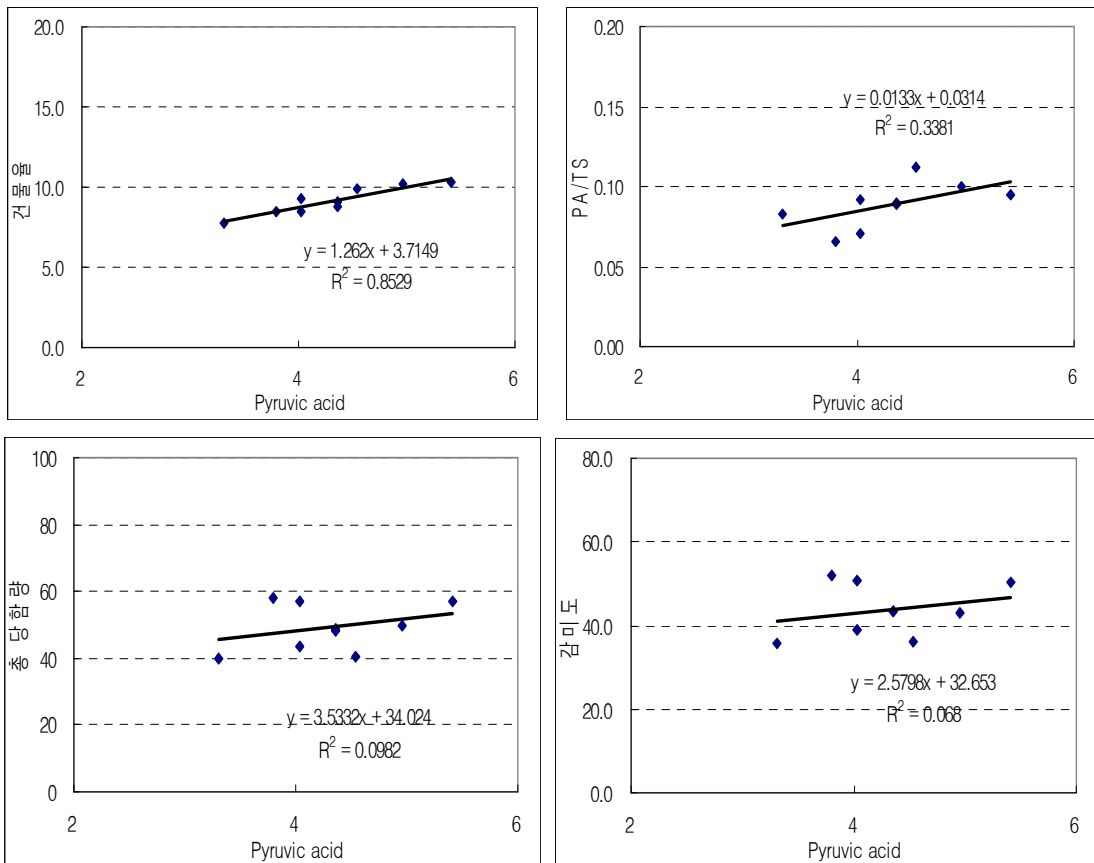 20.0
15.0
10.0
5.0
0.0
건물율
y = 1.262x + 3.7149
R² = 0.8529
2 4 6
Pyruvic acid
0.20
0.15
0.10
0.05
0.00
PA/TS
y = 0.0133x + 0.0314
R² = 0.3381
2 4 6
Pyruvic acid
100
80
60
40
20
0
총 당함량
y = 3.5332x + 34.024
R² = 0.0982
2 4 6
Pyruvic acid
80.0
60.0
40.0
20.0
0.0
감미도
y = 2.5798x + 32.653
R² = 0.068
2 4 6
Pyruvic acid